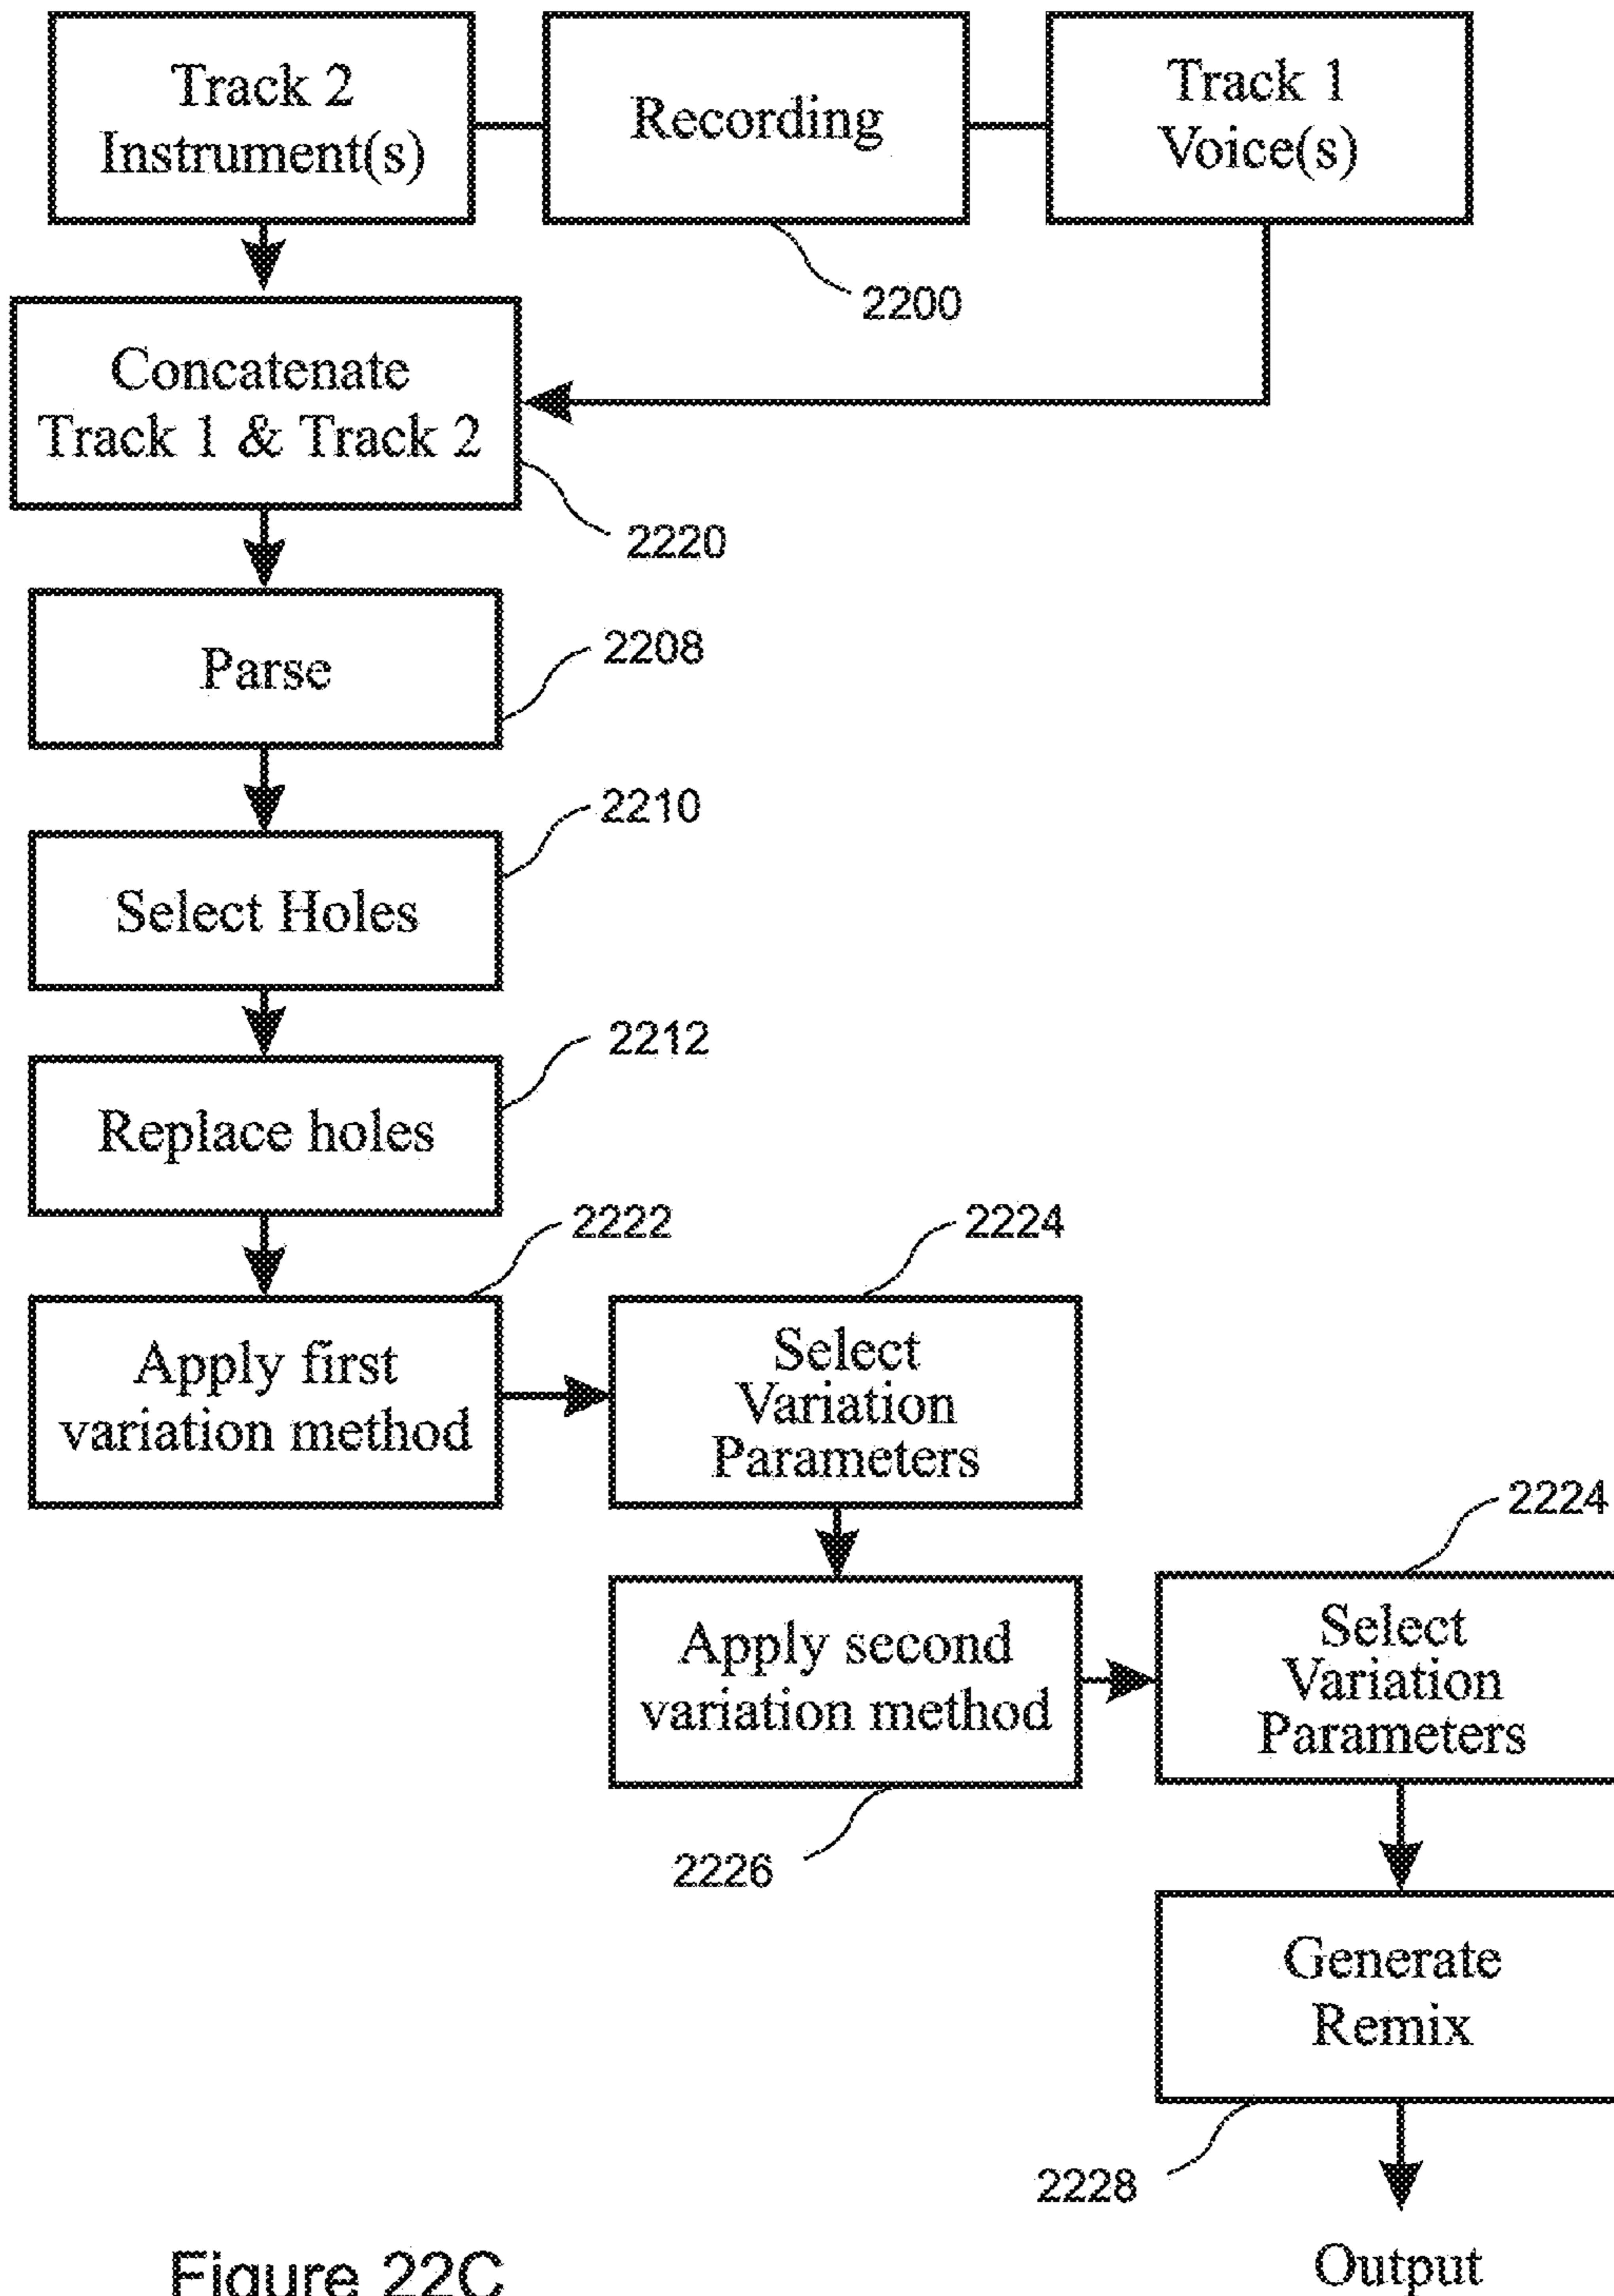 Track 2
Instrument(s)
Recording
Track 1
Voice(s)
2200
Concatenate
Track 1 & Track 2
2220
Parse
2208
2210
Select Holes
2212
Replace holes
2222
2224
Apply first
variation method
Select
Variation
Parameters
2224
Apply second
variation method
Select
Variation
Parameters
2226
Generate
Remix
2228
Output
Figure 22C